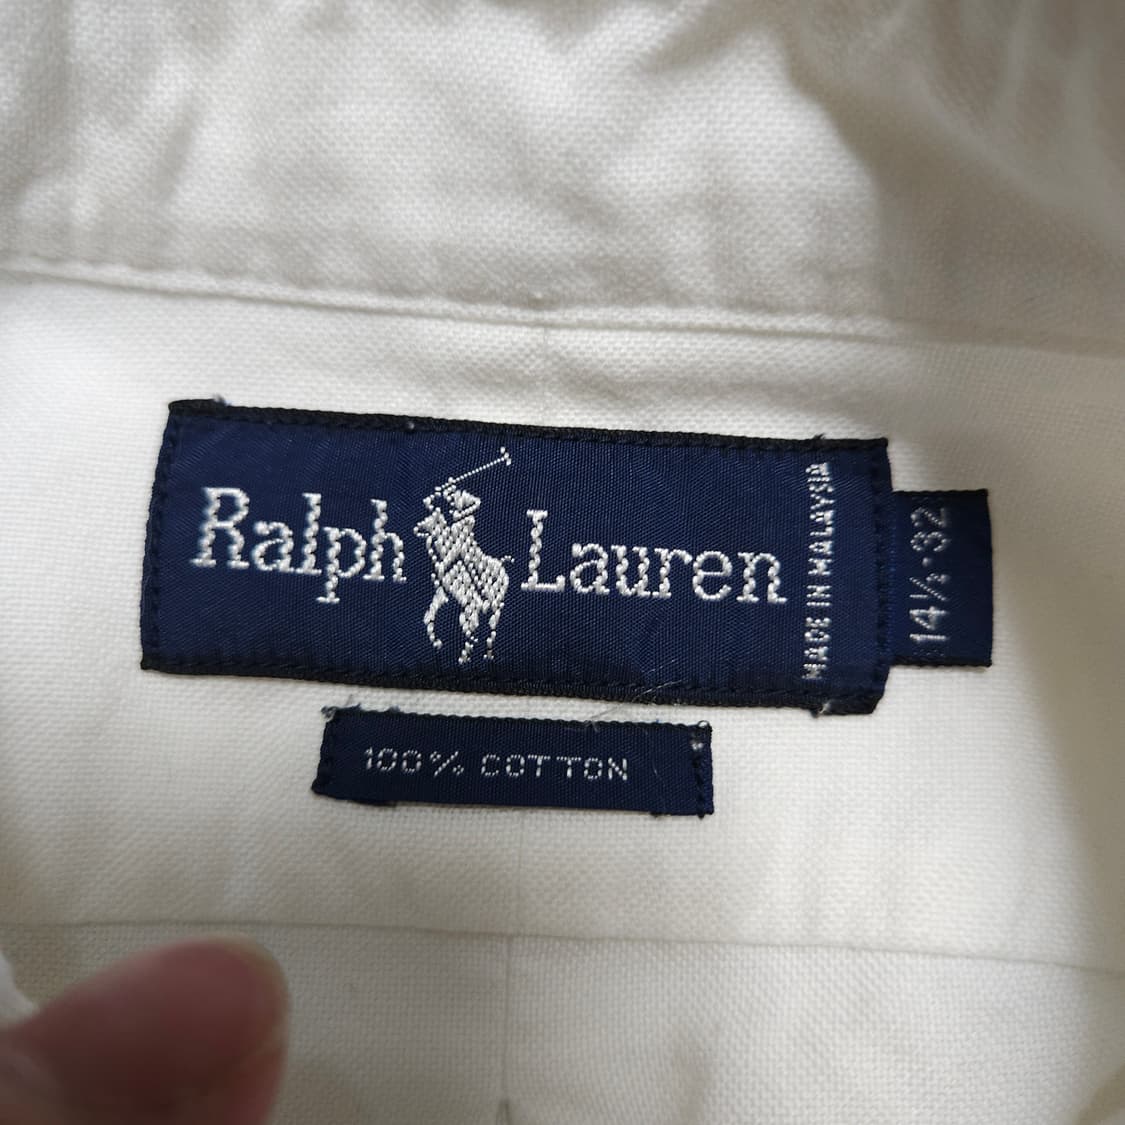 Ralph Lauren
MADE IN MALAYSIA
14½-32
100% COTTON